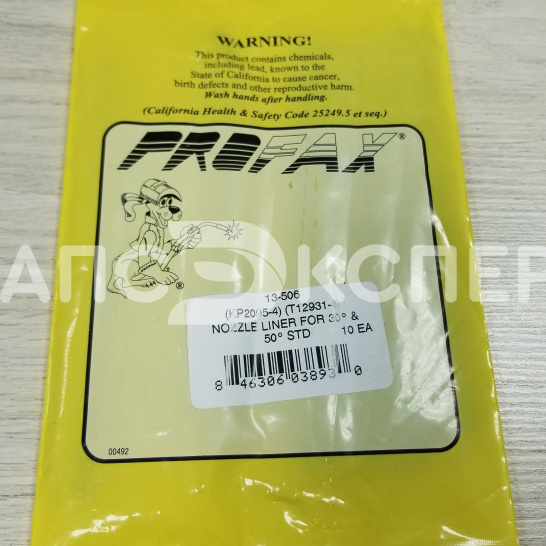 WARNING!
This product contains chemicals,
including lead, known to the
State of California to cause cancer,
birth defects and other reproductive harm.
Wash hands after handling.
(California Health & Safety Code 25249.5 et seq.)
PROFAX®
АПОЭКСПЕР
®
13-506
(KP2095-4) (T12931-
NOZZLE LINER FOR 30° &
50° STD 10 EA
8 46306 03893 0
00492